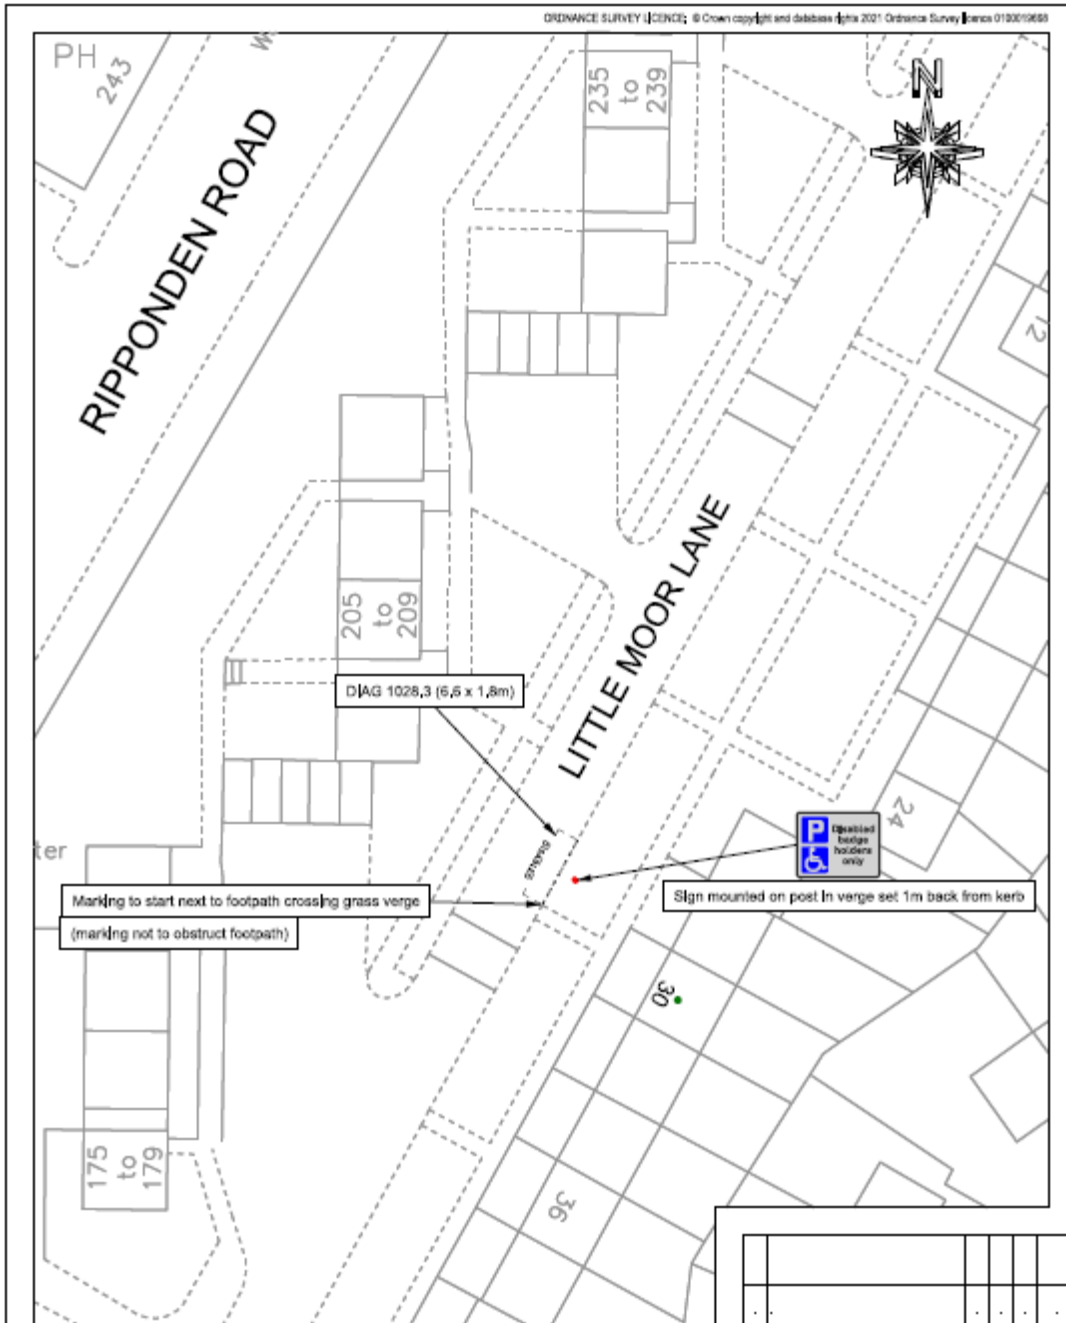 ORDNANCE SURVEY LICENCE: © Crown copyright and database rights 2021 Ordnance Survey licence 0100019668
PH
243
W
N
235
to
239
RIPPONDEN ROAD
12
205
to
209
LITTLE MOOR LANE
DIAG 1028.3 (6.6 x 1.8m)
24
DISABLED
P
Disabled
badge
holders
only
ter
Marking to start next to footpath crossing grass verge
(marking not to obstruct footpath)
Sign mounted on post in verge set 1m back from kerb
30
175
to
179
36